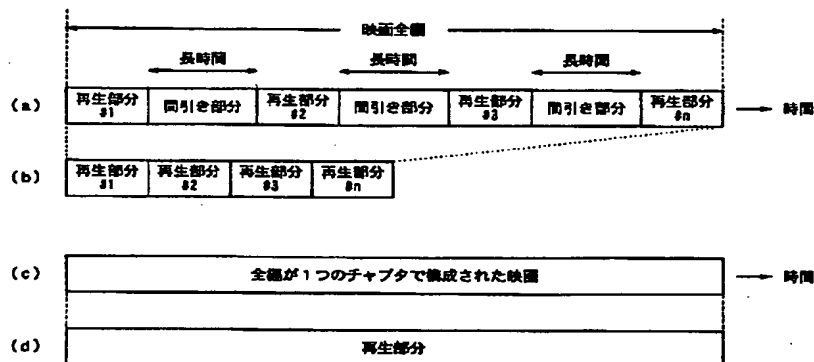 映画全編
長時間 長時間 長時間
(a) 再生部分 #1 間引き部分 再生部分 #2 間引き部分 再生部分 #3 間引き部分 再生部分 #n 時間
(b) 再生部分 #1 再生部分 #2 再生部分 #3 再生部分 #n
(c) 全編が1つのチャプタで構成された映画 時間
(d) 再生部分